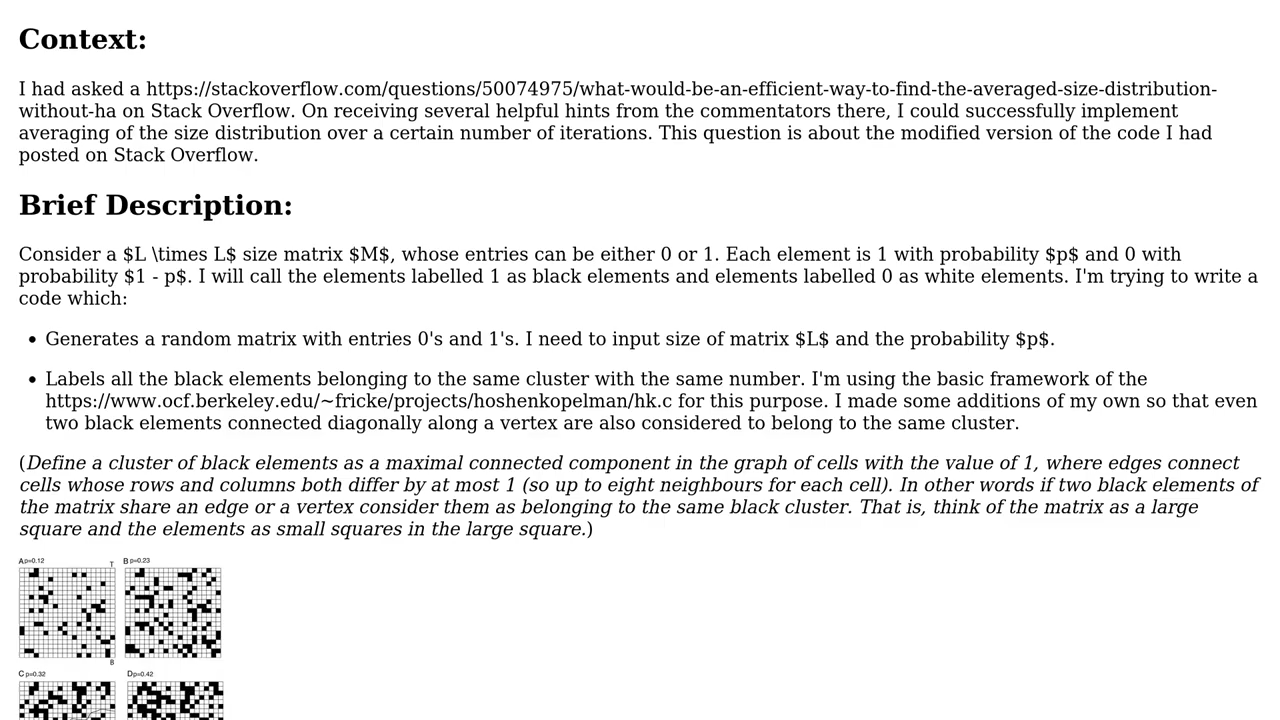 Context:
I had asked a https://stackoverflow.com/questions/50074975/what-would-be-an-efficient-way-to-find-the-averaged-size-distribution-
without-ha on Stack Overflow. On receiving several helpful hints from the commentators there, I could successfully implement
averaging of the size distribution over a certain number of iterations. This question is about the modified version of the code I had
posted on Stack Overflow.
Brief Description:
Consider a $L \times L$ size matrix $M$, whose entries can be either 0 or 1. Each element is 1 with probability $p$ and 0 with
probability $1 - p$. I will call the elements labelled 1 as black elements and elements labelled 0 as white elements. I'm trying to write a
code which:
• Generates a random matrix with entries 0's and 1's. I need to input size of matrix $L$ and the probability $p$.
• Labels all the black elements belonging to the same cluster with the same number. I'm using the basic framework of the
https://www.ocf.berkeley.edu/~fricke/projects/hoshenkopelman/hk.c for this purpose. I made some additions of my own so that even
two black elements connected diagonally along a vertex are also considered to belong to the same cluster.
(Define a cluster of black elements as a maximal connected component in the graph of cells with the value of 1, where edges connect
cells whose rows and columns both differ by at most 1 (so up to eight neighbours for each cell). In other words if two black elements of
the matrix share an edge or a vertex consider them as belonging to the same black cluster. That is, think of the matrix as a large
square and the elements as small squares in the large square.)
A p=0.12 T B p=0.23
B
C p=0.32 D p=0.42